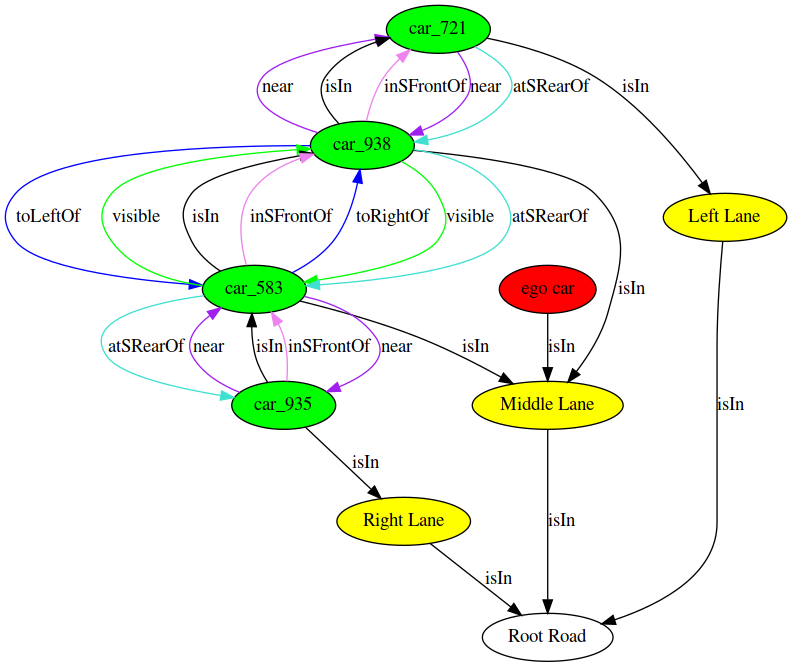 car_721
near
isIn
inSFrontOf
near
atSRearOf
isIn
car_938
toLeftOf
visible
isIn
inSFrontOf
toRightOf
visible
atSRearOf
Left Lane
car_583
ego car
isIn
atSRearOf
near
isIn
inSFrontOf
near
isIn
isIn
car_935
Middle Lane
isIn
isIn
Right Lane
isIn
isIn
Root Road